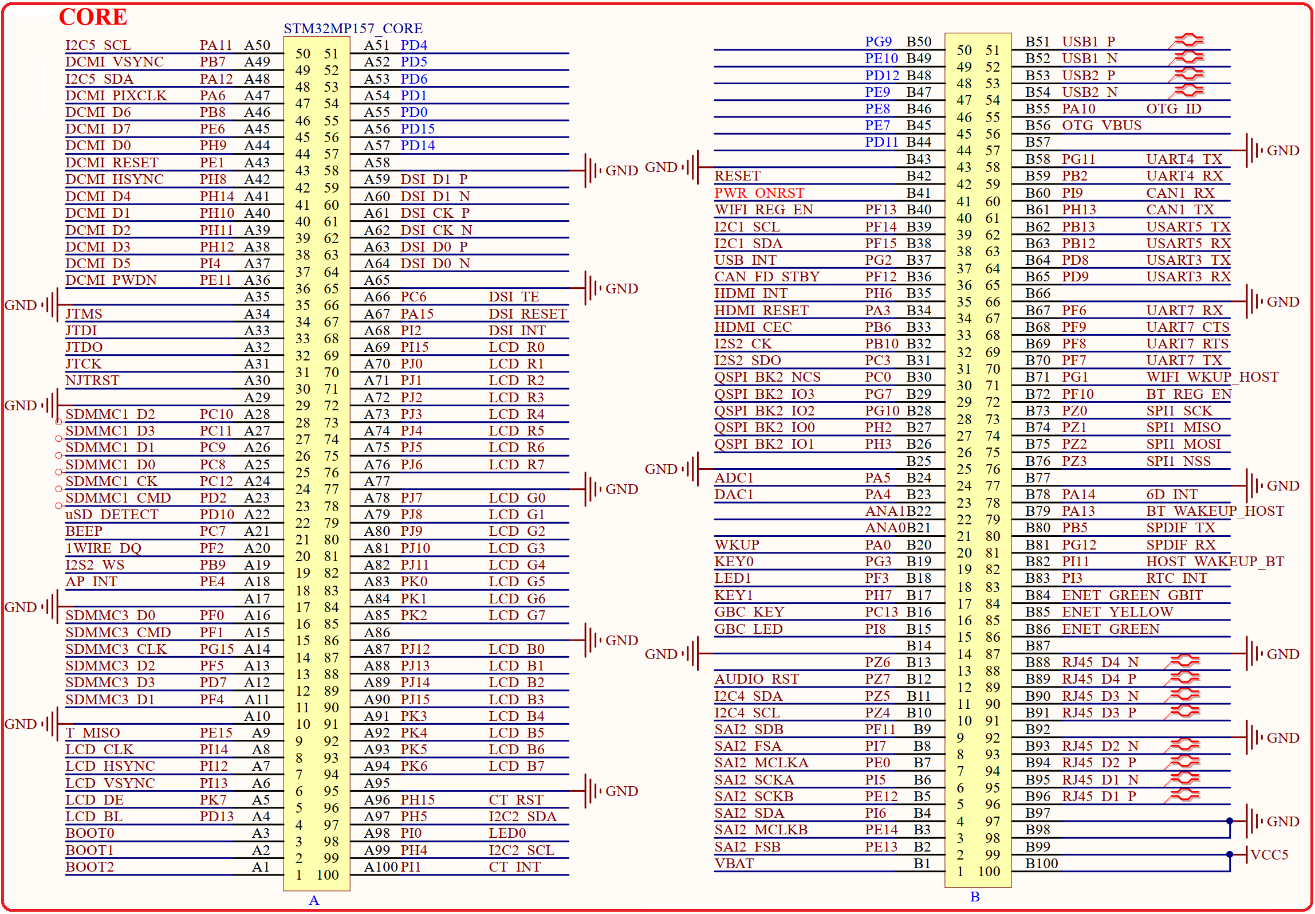 CORE
STM32MP157_CORE
I2C5_SCL PA11 A50 50 51 A51 PD4
DCMI_VSYNC PB7 A49 49 52 A52 PD5
I2C5_SDA PA12 A48 48 53 A53 PD6
DCMI_PIXCLK PA6 A47 47 54 A54 PD1
DCMI_D6 PB8 A46 46 55 A55 PD0
DCMI_D7 PE6 A45 45 56 A56 PD15
DCMI_D0 PH9 A44 44 57 A57 PD14
DCMI_RESET PE1 A43 43 58 A58 GND
DCMI_HSYNC PH8 A42 42 59 A59 DSI_D1_P
DCMI_D4 PH14 A41 41 60 A60 DSI_D1_N
DCMI_D1 PH10 A40 40 61 A61 DSI_CK_P
DCMI_D2 PH11 A39 39 62 A62 DSI_CK_N
DCMI_D3 PH12 A38 38 63 A63 DSI_D0_P
DCMI_D5 PI4 A37 37 64 A64 DSI_D0_N
DCMI_PWDN PE11 A36 36 65 A65 GND
GND A35 35 66 A66 PC6 DSI_TE
JTMS A34 34 67 A67 PA15 DSI_RESET
JTDI A33 33 68 A68 PI2 DSI_INT
JTDO A32 32 69 A69 PI15 LCD_R0
JTCK A31 31 70 A70 PJ0 LCD_R1
NJTRST A30 30 71 A71 PJ1 LCD_R2
GND A29 29 72 A72 PJ2 LCD_R3
SDMMC1_D2 PC10 A28 28 73 A73 PJ3 LCD_R4
SDMMC1_D3 PC11 A27 27 74 A74 PJ4 LCD_R5
SDMMC1_D1 PC9 A26 26 75 A75 PJ5 LCD_R6
SDMMC1_D0 PC8 A25 25 76 A76 PJ6 LCD_R7
SDMMC1_CK PC12 A24 24 77 A77 GND
SDMMC1_CMD PD2 A23 23 78 A78 PJ7 LCD_G0
uSD_DETECT PD10 A22 22 79 A79 PJ8 LCD_G1
BEEP PC7 A21 21 80 A80 PJ9 LCD_G2
1WIRE_DQ PF2 A20 20 81 A81 PJ10 LCD_G3
I2S2_WS PB9 A19 19 82 A82 PJ11 LCD_G4
AP_INT PE4 A18 18 83 A83 PK0 LCD_G5
GND A17 17 84 A84 PK1 LCD_G6
SDMMC3_D0 PF0 A16 16 85 A85 PK2 LCD_G7
SDMMC3_CMD PF1 A15 15 86 A86 GND
SDMMC3_CLK PG15 A14 14 87 A87 PJ12 LCD_B0
SDMMC3_D2 PF5 A13 13 88 A88 PJ13 LCD_B1
SDMMC3_D3 PD7 A12 12 89 A89 PJ14 LCD_B2
SDMMC3_D1 PF4 A11 11 90 A90 PJ15 LCD_B3
GND A10 10 91 A91 PK3 LCD_B4
T_MISO PE15 A9 9 92 A92 PK4 LCD_B5
LCD_CLK PI14 A8 8 93 A93 PK5 LCD_B6
LCD_HSYNC PI12 A7 7 94 A94 PK6 LCD_B7
LCD_VSYNC PI13 A6 6 95 A95 GND
LCD_DE PK7 A5 5 96 A96 PH15 CT_RST
LCD_BL PD13 A4 4 97 A97 PH5 I2C2_SDA
BOOT0 A3 3 98 A98 PI0 LED0
BOOT1 A2 2 99 A99 PH4 I2C2_SCL
BOOT2 A1 1 100 A100 PI1 CT_INT
A
PG9 B50 50 51 B51 USB1_P
PE10 B49 49 52 B52 USB1_N
PD12 B48 48 53 B53 USB2_P
PE9 B47 47 54 B54 USB2_N
PE8 B46 46 55 B55 PA10 OTG_ID
PE7 B45 45 56 B56 OTG_VBUS
PD11 B44 44 57 B57 GND
GND B43 43 58 B58 PG11 UART4_TX
RESET B42 42 59 B59 PB2 UART4_RX
PWR_ONRST B41 41 60 B60 PI9 CAN1_RX
WIFI_REG_EN PF13 B40 40 61 B61 PH13 CAN1_TX
I2C1_SCL PF14 B39 39 62 B62 PB13 USART5_TX
I2C1_SDA PF15 B38 38 63 B63 PB12 USART5_RX
USB_INT PG2 B37 37 64 B64 PD8 USART3_TX
CAN_FD_STBY PF12 B36 36 65 B65 PD9 USART3_RX
HDMI_INT PH6 B35 35 66 B66 GND
HDMI_RESET PA3 B34 34 67 B67 PF6 UART7_RX
HDMI_CEC PB6 B33 33 68 B68 PF9 UART7_CTS
I2S2_CK PB10 B32 32 69 B69 PF8 UART7_RTS
I2S2_SDO PC3 B31 31 70 B70 PF7 UART7_TX
QSPI_BK2_NCS PC0 B30 30 71 B71 PG1 WIFI_WKUP_HOST
QSPI_BK2_IO3 PG7 B29 29 72 B72 PF10 BT_REG_EN
QSPI_BK2_IO2 PG10 B28 28 73 B73 PZ0 SPI1_SCK
QSPI_BK2_IO0 PH2 B27 27 74 B74 PZ1 SPI1_MISO
QSPI_BK2_IO1 PH3 B26 26 75 B75 PZ2 SPI1_MOSI
GND B25 25 76 B76 PZ3 SPI1_NSS
ADC1 PA5 B24 24 77 B77 GND
DAC1 PA4 B23 23 78 B78 PA14 6D_INT
ANA1 B22 22 79 B79 PA13 BT_WAKEUP_HOST
ANA0 B21 21 80 B80 PB5 SPDIF_TX
WKUP PA0 B20 20 81 B81 PG12 SPDIF_RX
KEY0 PG3 B19 19 82 B82 PI11 HOST_WAKEUP_BT
LED1 PF3 B18 18 83 B83 PI3 RTC_INT
KEY1 PH7 B17 17 84 B84 ENET_GREEN_GBIT
GBC_KEY PC13 B16 16 85 B85 ENET_YELLOW
GBC_LED PI8 B15 15 86 B86 ENET_GREEN
GND B14 14 87 B87 GND
PZ6 B13 13 88 B88 RJ45_D4_N
AUDIO_RST PZ7 B12 12 89 B89 RJ45_D4_P
I2C4_SDA PZ5 B11 11 90 B90 RJ45_D3_N
I2C4_SCL PZ4 B10 10 91 B91 RJ45_D3_P
SAI2_SDB PF11 B9 9 92 B92 GND
SAI2_FSA PI7 B8 8 93 B93 RJ45_D2_N
SAI2_MCLKA PE0 B7 7 94 B94 RJ45_D2_P
SAI2_SCKA PI5 B6 6 95 B95 RJ45_D1_N
SAI2_SCKB PE12 B5 5 96 B96 RJ45_D1_P
SAI2_SDA PI6 B4 4 97 B97 GND
SAI2_MCLKB PE14 B3 3 98 B98
SAI2_FSB PE13 B2 2 99 B99 VCC5
VBAT B1 1 100 B100
B